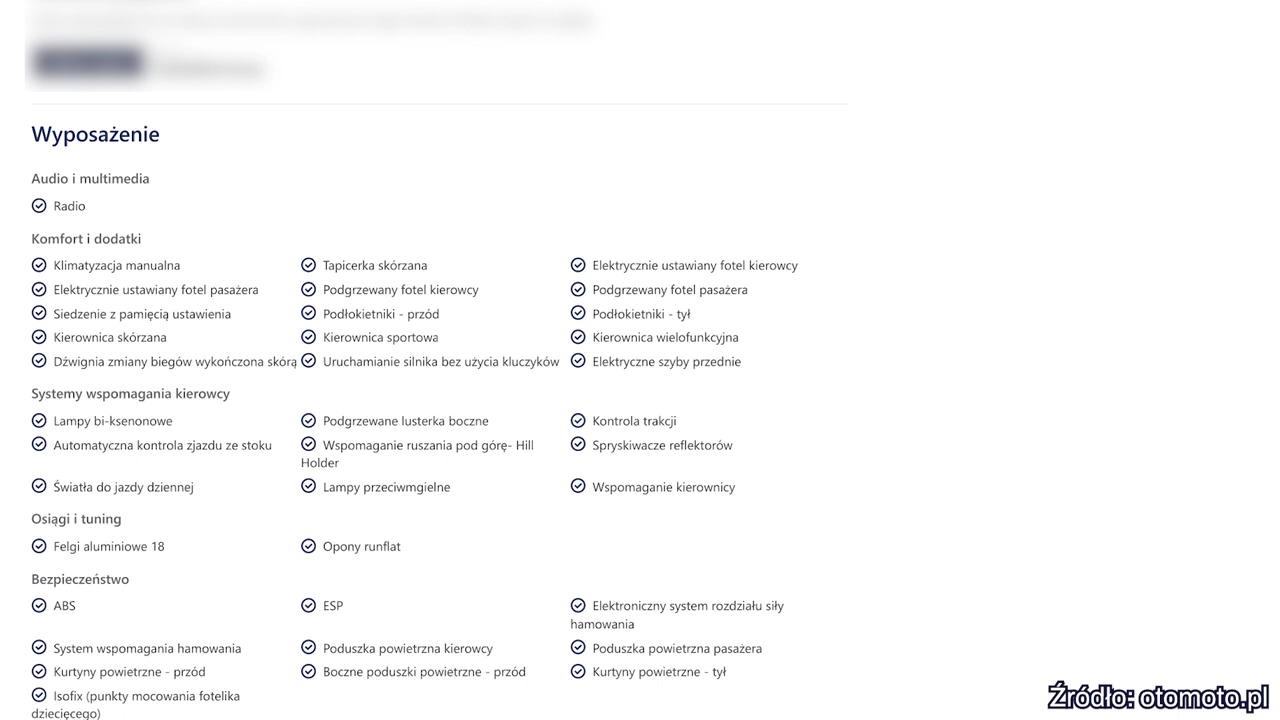 Wyposażenie
Audio i multimedia
Radio
Komfort i dodatki
Klimatyzacja manualna Tapicerka skórzana Elektrycznie ustawiany fotel kierowcy
Elektrycznie ustawiany fotel pasażera Podgrzewany fotel kierowcy Podgrzewany fotel pasażera
Siedzenie z pamięcią ustawienia Podłokietniki - przód Podłokietniki - tył
Kierownica skórzana Kierownica sportowa Kierownica wielofunkcyjna
Dźwignia zmiany biegów wykończona skórą Uruchamianie silnika bez użycia kluczyków Elektryczne szyby przednie
Systemy wspomagania kierowcy
Lampy bi-ksenonowe Podgrzewane lusterka boczne Kontrola trakcji
Automatyczna kontrola zjazdu ze stoku Wspomaganie ruszania pod górę- Hill Spryskiwacze reflektorów
Holder
Światła do jazdy dziennej Lampy przeciwmgielne Wspomaganie kierownicy
Osiągi i tuning
Felgi aluminiowe 18 Opony runflat
Bezpieczeństwo
ABS ESP Elektroniczny system rozdziału siły
hamowania
System wspomagania hamowania Poduszka powietrzna kierowcy Poduszka powietrzna pasażera
Kurtyny powietrzne - przód Boczne poduszki powietrzne - przód Kurtyny powietrzne - tył
Isofix (punkty mocowania fotelika
dziecięcego)
Źródło: otomoto.pl